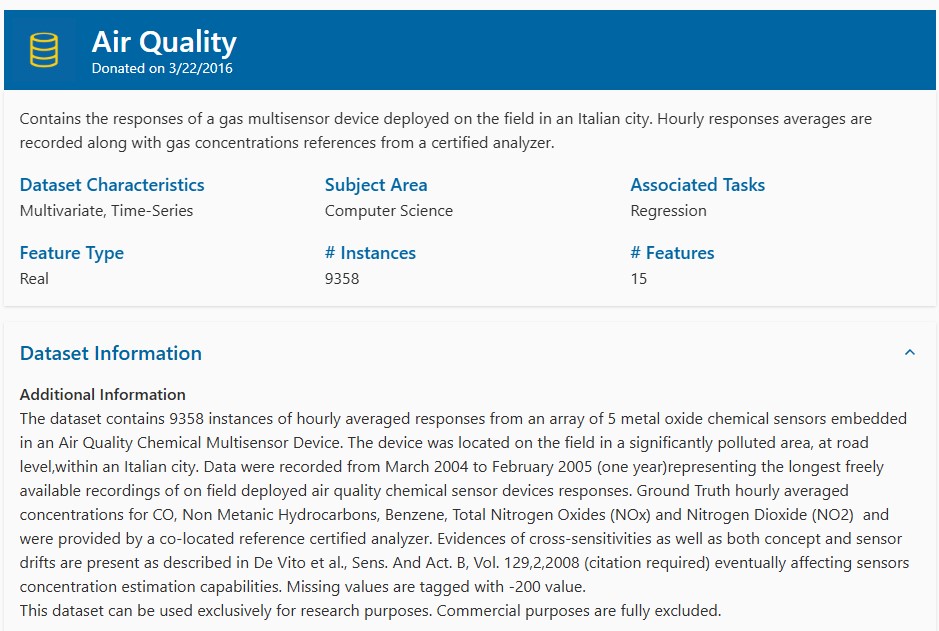 Air Quality
Donated on 3/22/2016
Contains the responses of a gas multisensor device deployed on the field in an Italian city. Hourly responses averages are
recorded along with gas concentrations references from a certified analyzer.
Dataset Characteristics
Multivariate, Time-Series
Subject Area
Computer Science
Associated Tasks
Regression
Feature Type
Real
# Instances
9358
# Features
15
Dataset Information
Additional Information
The dataset contains 9358 instances of hourly averaged responses from an array of 5 metal oxide chemical sensors embedded
in an Air Quality Chemical Multisensor Device. The device was located on the field in a significantly polluted area, at road
level,within an Italian city. Data were recorded from March 2004 to February 2005 (one year)representing the longest freely
available recordings of on field deployed air quality chemical sensor devices responses. Ground Truth hourly averaged
concentrations for CO, Non Metanic Hydrocarbons, Benzene, Total Nitrogen Oxides (NOx) and Nitrogen Dioxide (NO2)  and
were provided by a co-located reference certified analyzer. Evidences of cross-sensitivities as well as both concept and sensor
drifts are present as described in De Vito et al., Sens. And Act. B, Vol. 129,2,2008 (citation required) eventually affecting sensors
concentration estimation capabilities. Missing values are tagged with -200 value.
This dataset can be used exclusively for research purposes. Commercial purposes are fully excluded.